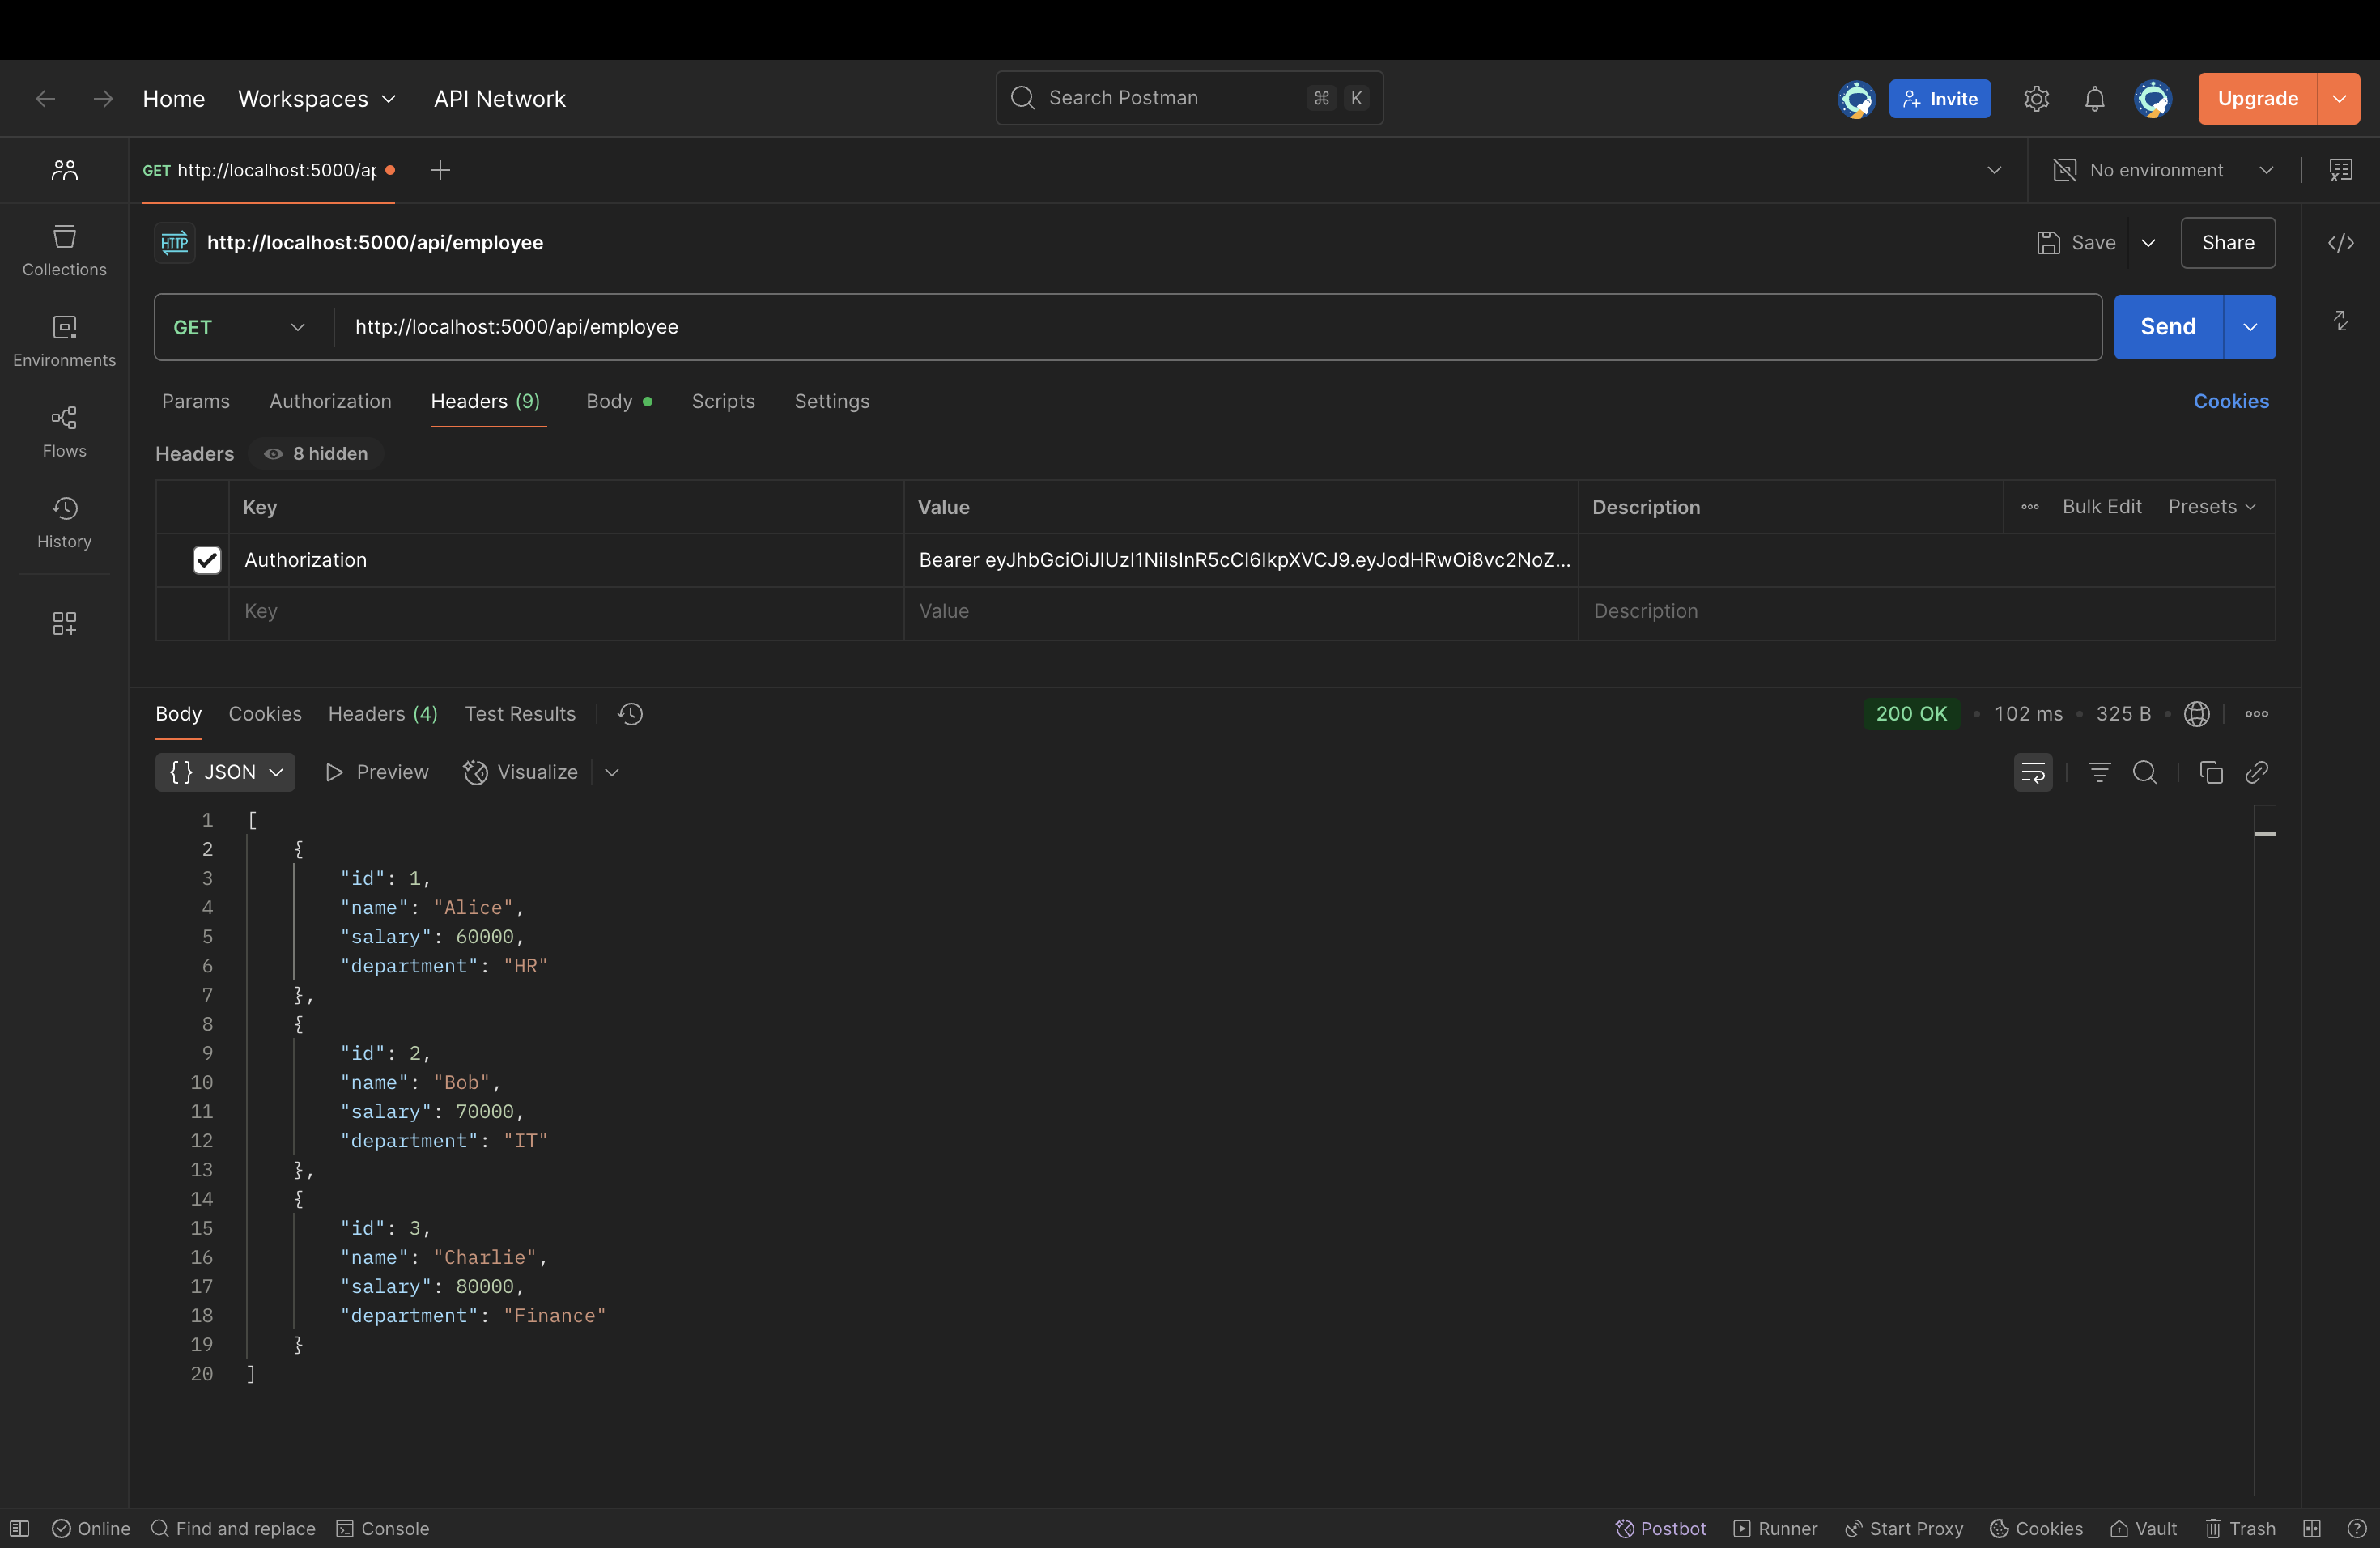 Home Workspaces API Network Search Postman ⌘ K Invite Upgrade
GET http://localhost:5000/ap No environment
http://localhost:5000/api/employee Save Share
GET http://localhost:5000/api/employee Send
Collections
Environments
Flows
History
Params Authorization Headers (9) Body Scripts Settings Cookies
Headers 8 hidden
Key Value Description Bulk Edit Presets
Authorization Bearer eyJhbGciOiJIUzI1NiIsInR5cCI6IkpXVCJ9.eyJodHRwOi8vc2NoZ...
Key Value Description
Body Cookies Headers (4) Test Results 200 OK 102 ms 325 B
{} JSON Preview Visualize
1 [
2 {
3 "id": 1,
4 "name": "Alice",
5 "salary": 60000,
6 "department": "HR"
7 },
8 {
9 "id": 2,
10 "name": "Bob",
11 "salary": 70000,
12 "department": "IT"
13 },
14 {
15 "id": 3,
16 "name": "Charlie",
17 "salary": 80000,
18 "department": "Finance"
19 }
20 ]
Online Find and replace Console Postbot Runner Start Proxy Cookies Vault Trash